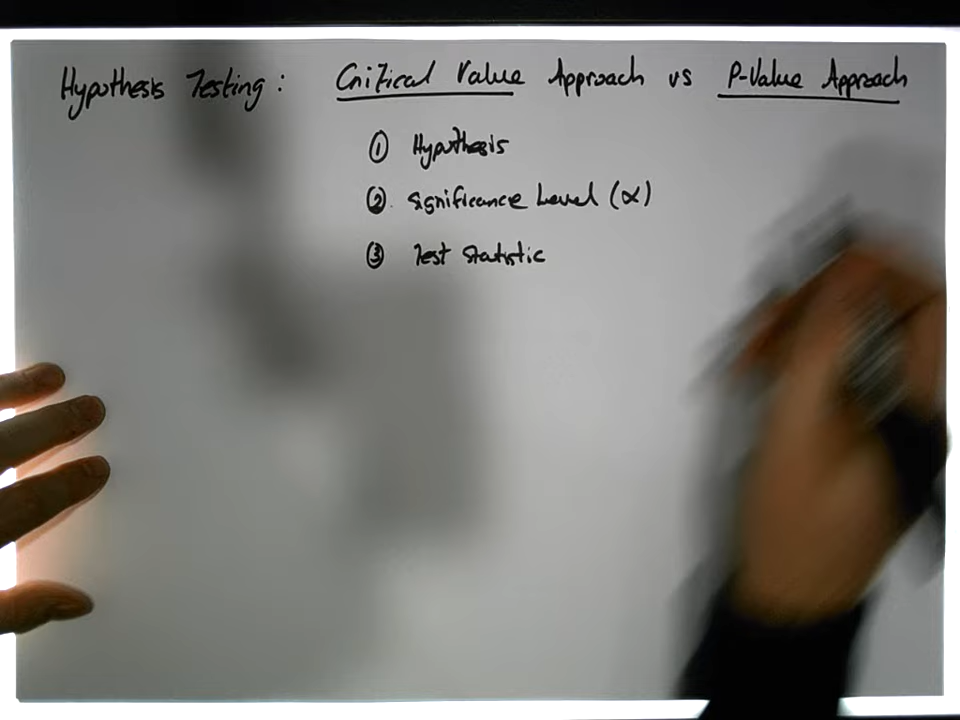 Hypothesis Testing: Critical Value Approach vs P-Value Approach
① Hypothesis
②. Significance Level (α)
③ Test Statistic